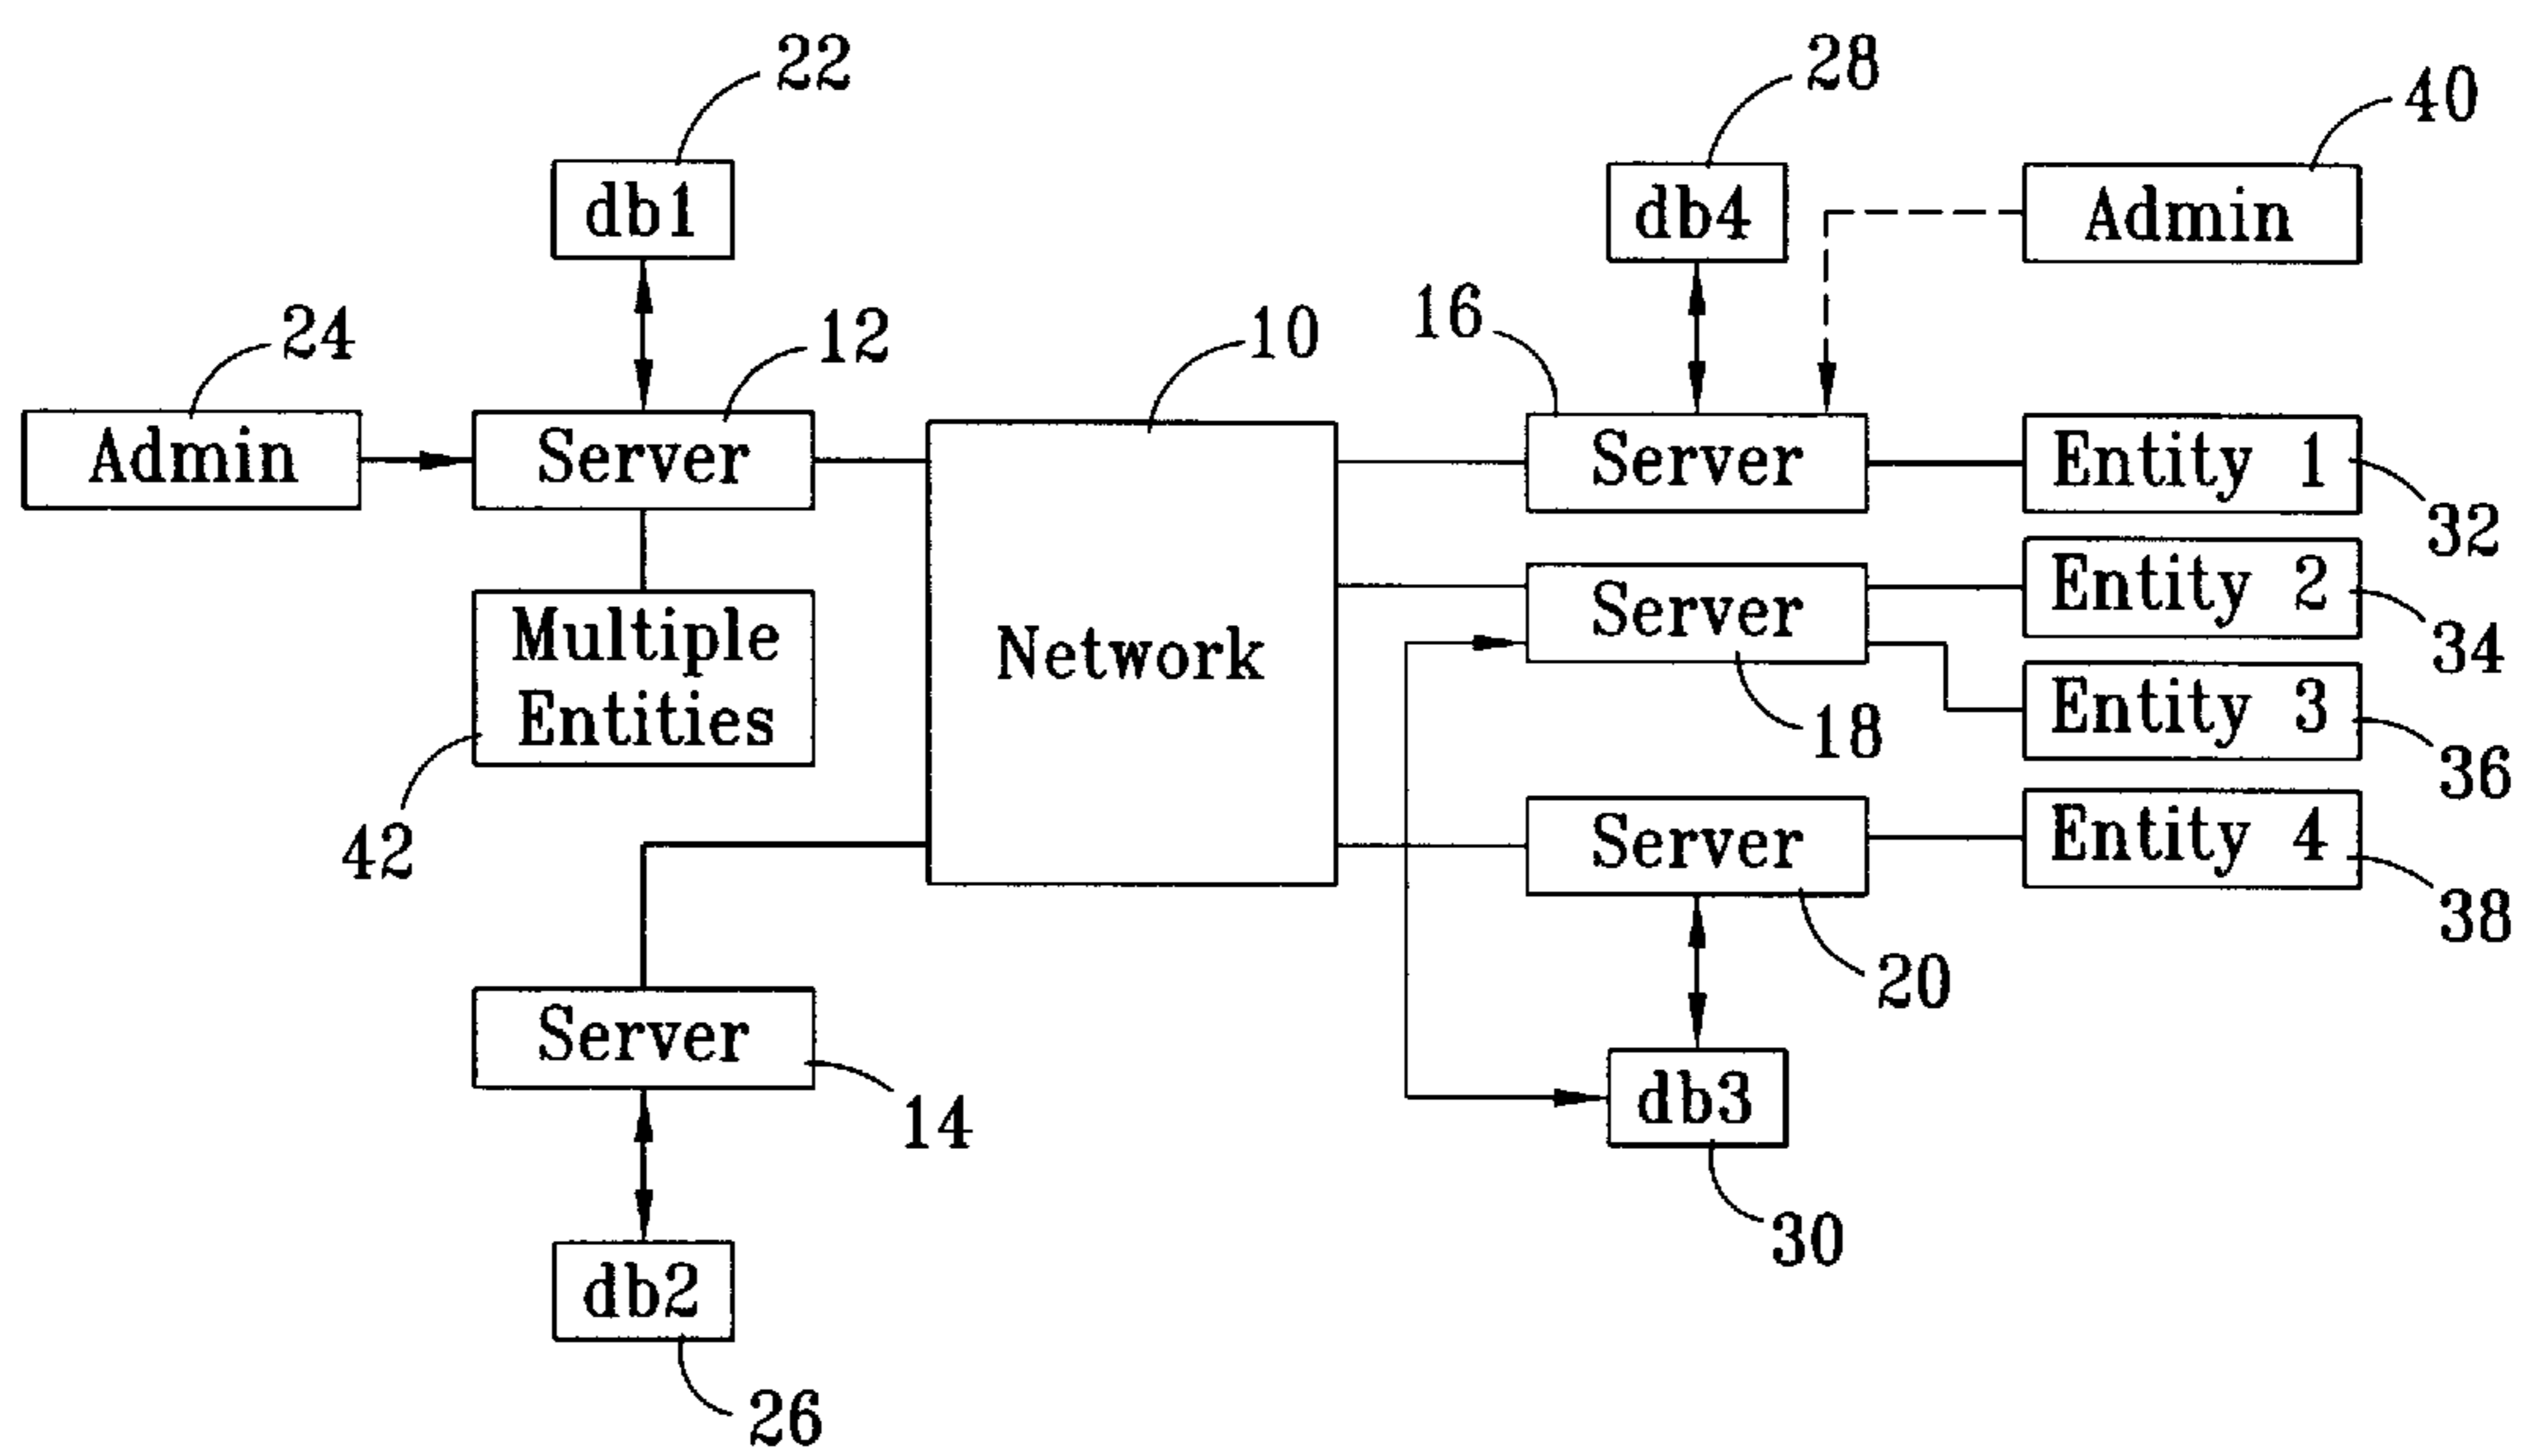 22
28
40
db1
db4
Admin
24
12
10
16
Admin
Server
Server
Entity 1
32
Multiple
Entities
Network
Server
Entity 2
34
18
Entity 3
36
42
Server
Entity 4
38
20
Server
14
db3
30
db2
26